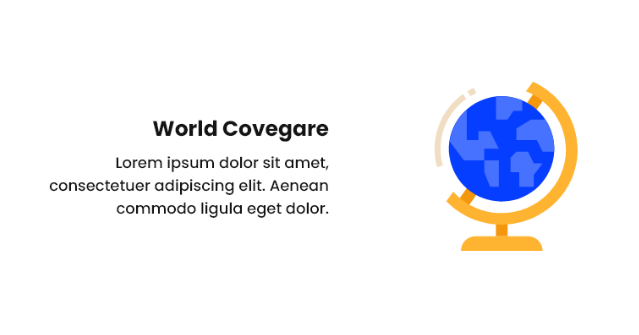 World Covegare
Lorem ipsum dolor sit amet,
consectetuer adipiscing elit. Aenean
commodo ligula eget dolor.